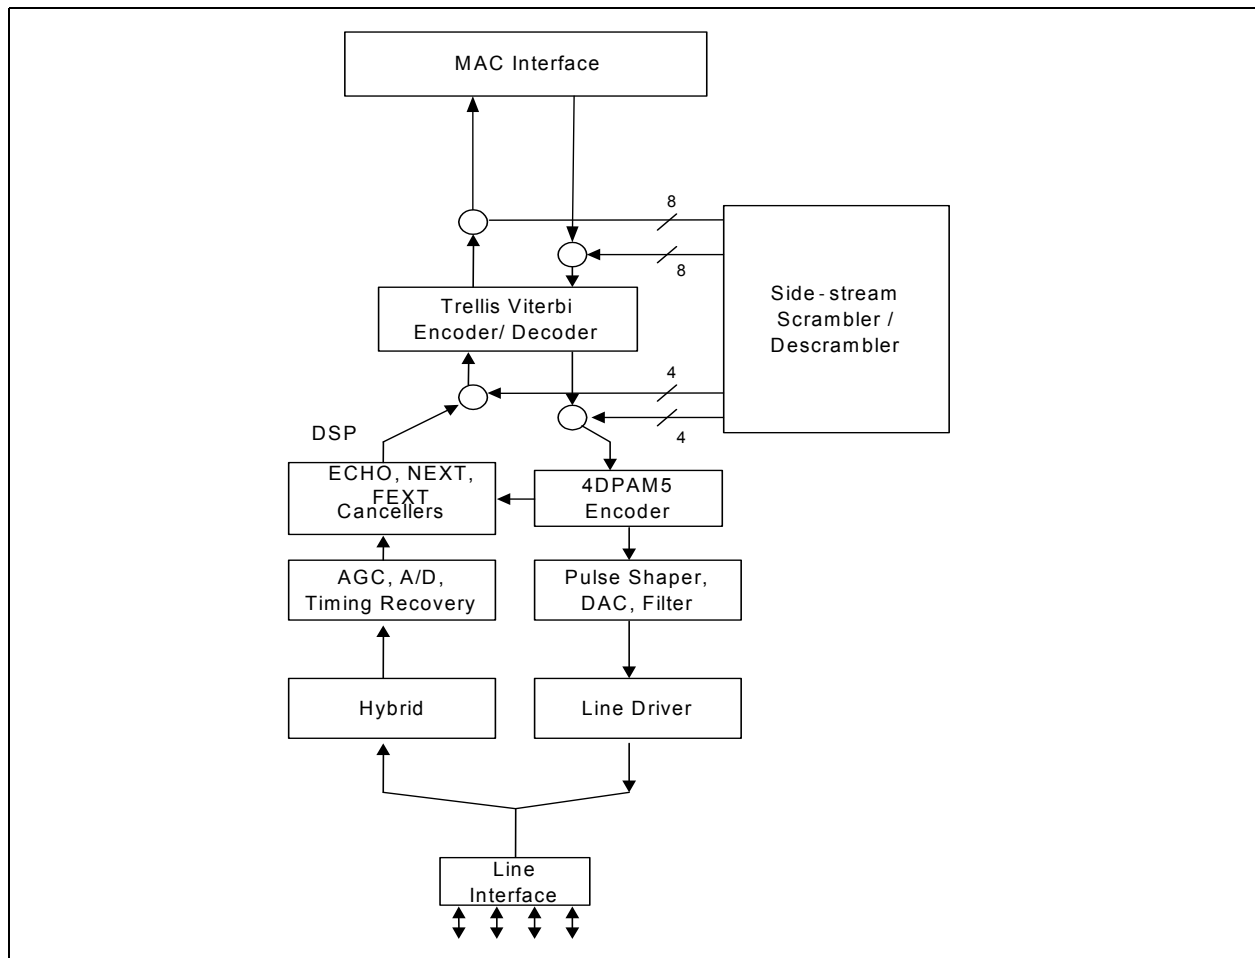 MAC Interface
8
8
Side-stream
Scrambler /
Descrambler
Trellis Viterbi
Encoder/ Decoder
4
4
DSP
ECHO, NEXT,
FEXT
Cancellers
4DPAM5
Encoder
AGC, A/D,
Timing Recovery
Pulse Shaper,
DAC, Filter
Hybrid
Line Driver
Line
Interface